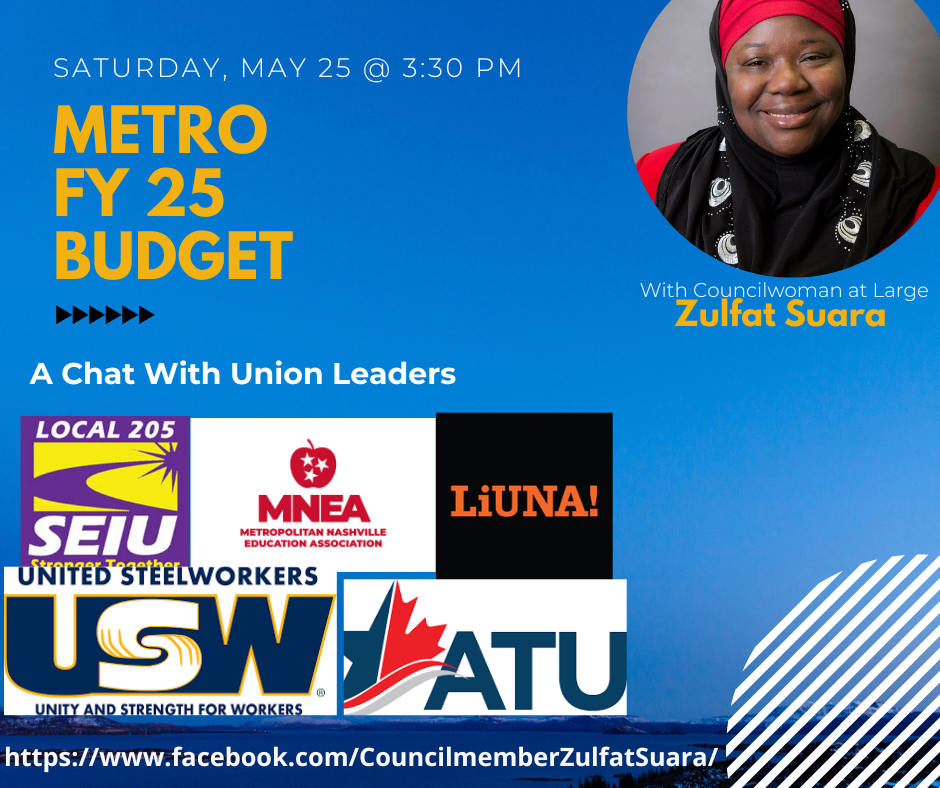 SATURDAY, MAY 25 @ 3:30 PM
METRO
FY 25
BUDGET
With Councilwoman at Large
Zulfat Suara
A Chat With Union Leaders
LOCAL 205
SEIU
Stronger Together
MNEA
METROPOLITAN NASHVILLE
EDUCATION ASSOCIATION
LiUNA!
UNITED STEELWORKERS
USW
®
UNITY AND STRENGTH FOR WORKERS
ATU
https://www.facebook.com/CouncilmemberZulfatSuara/